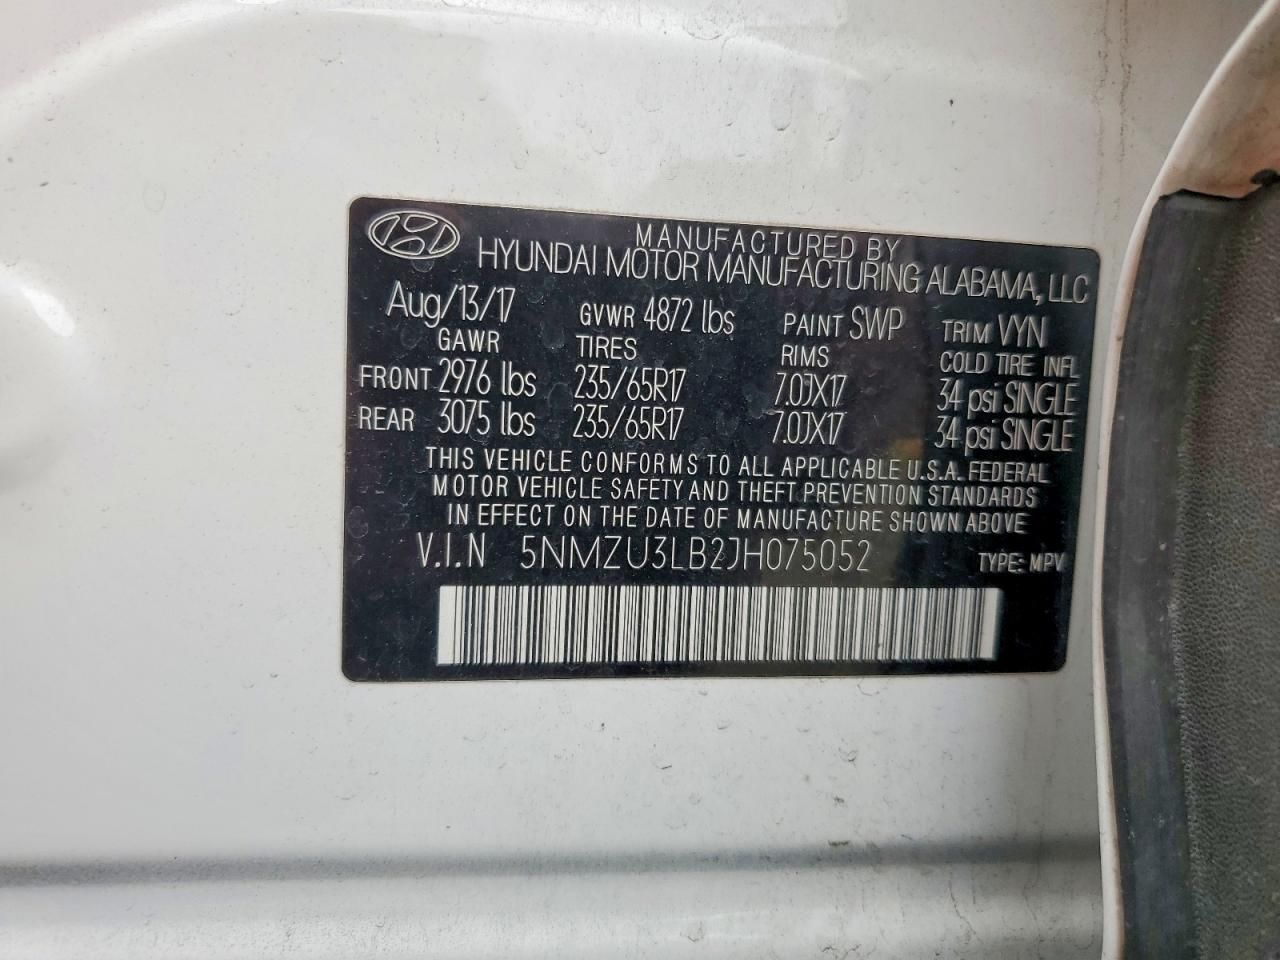 MANUFACTURED BY
HYUNDAI MOTOR MANUFACTURING ALABAMA, LLC
Aug/13/17 GVWR 4872 lbs PAINT SWP TRIM VYN
GAWR TIRES RIMS COLD TIRE INFL
FRONT 2976 lbs 235/65R17 7.0JX17 34 psi SINGLE
REAR 3075 lbs 235/65R17 7.0JX17 34 psi SINGLE
THIS VEHICLE CONFORMS TO ALL APPLICABLE U.S.A. FEDERAL
MOTOR VEHICLE SAFETY AND THEFT PREVENTION STANDARDS
IN EFFECT ON THE DATE OF MANUFACTURE SHOWN ABOVE
V.I.N 5NMZU3LB2JH075052 TYPE: MPV